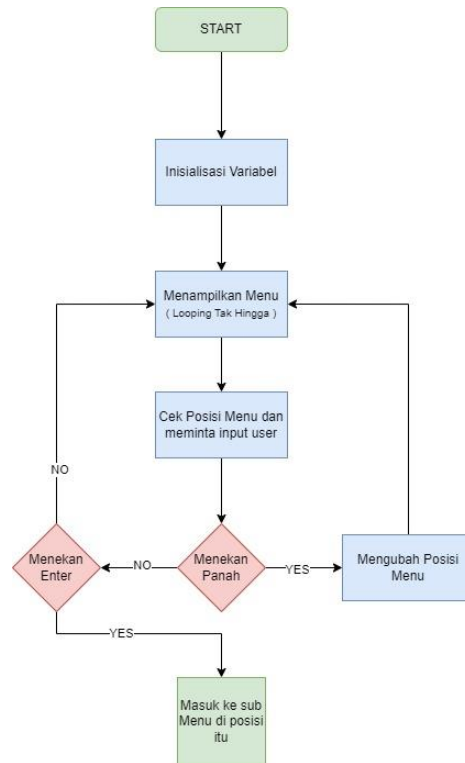 START
Inisialisasi Variabel
Menampilkan Menu
( Looping Tak Hingga )
Cek Posisi Menu dan
meminta input user
NO
Menekan
Enter
NO
Menekan
Panah
YES
Mengubah Posisi
Menu
YES
Masuk ke sub
Menu di posisi
itu